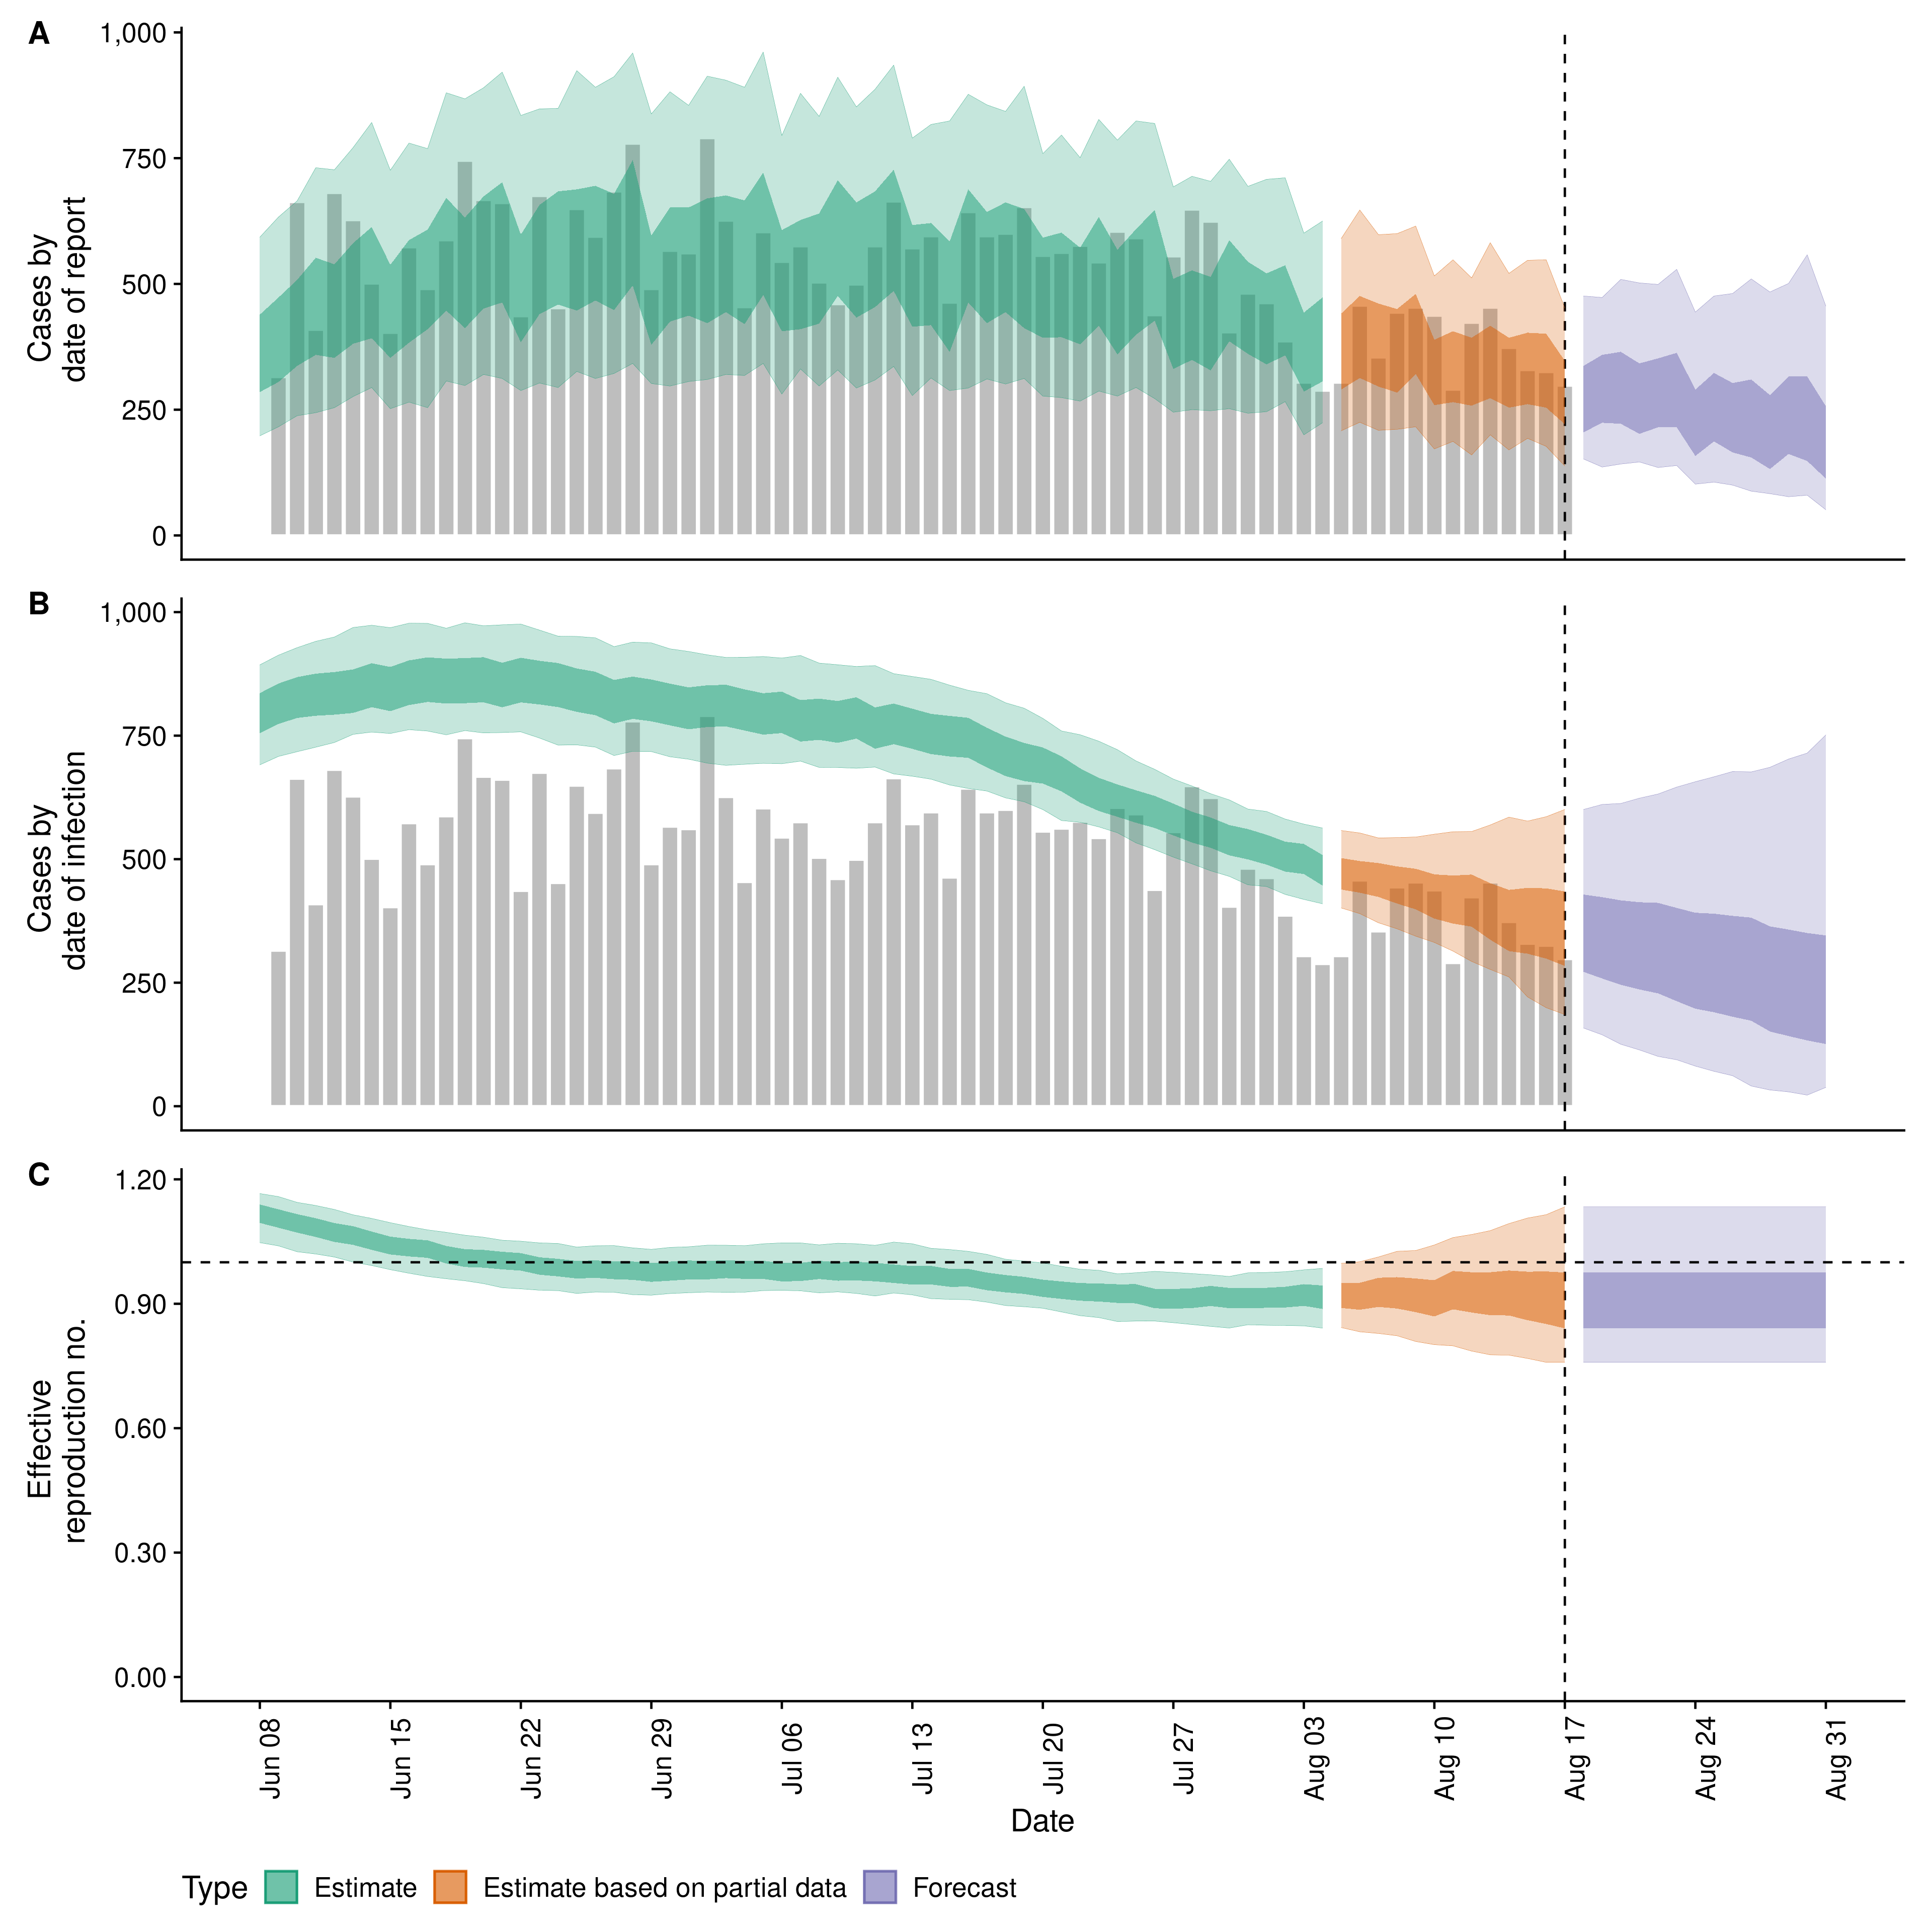 A
1,000
750
500
250
0
Cases by
date of report
B
1,000
750
500
250
0
Cases by
date of infection
C
1.20
0.90
0.60
0.30
0.00
Effective
reproduction no.
Jun 08
Jun 15
Jun 22
Jun 29
Jul 06
Jul 13
Jul 20
Jul 27
Aug 03
Aug 10
Aug 17
Aug 24
Aug 31
Date
Type Estimate Estimate based on partial data Forecast